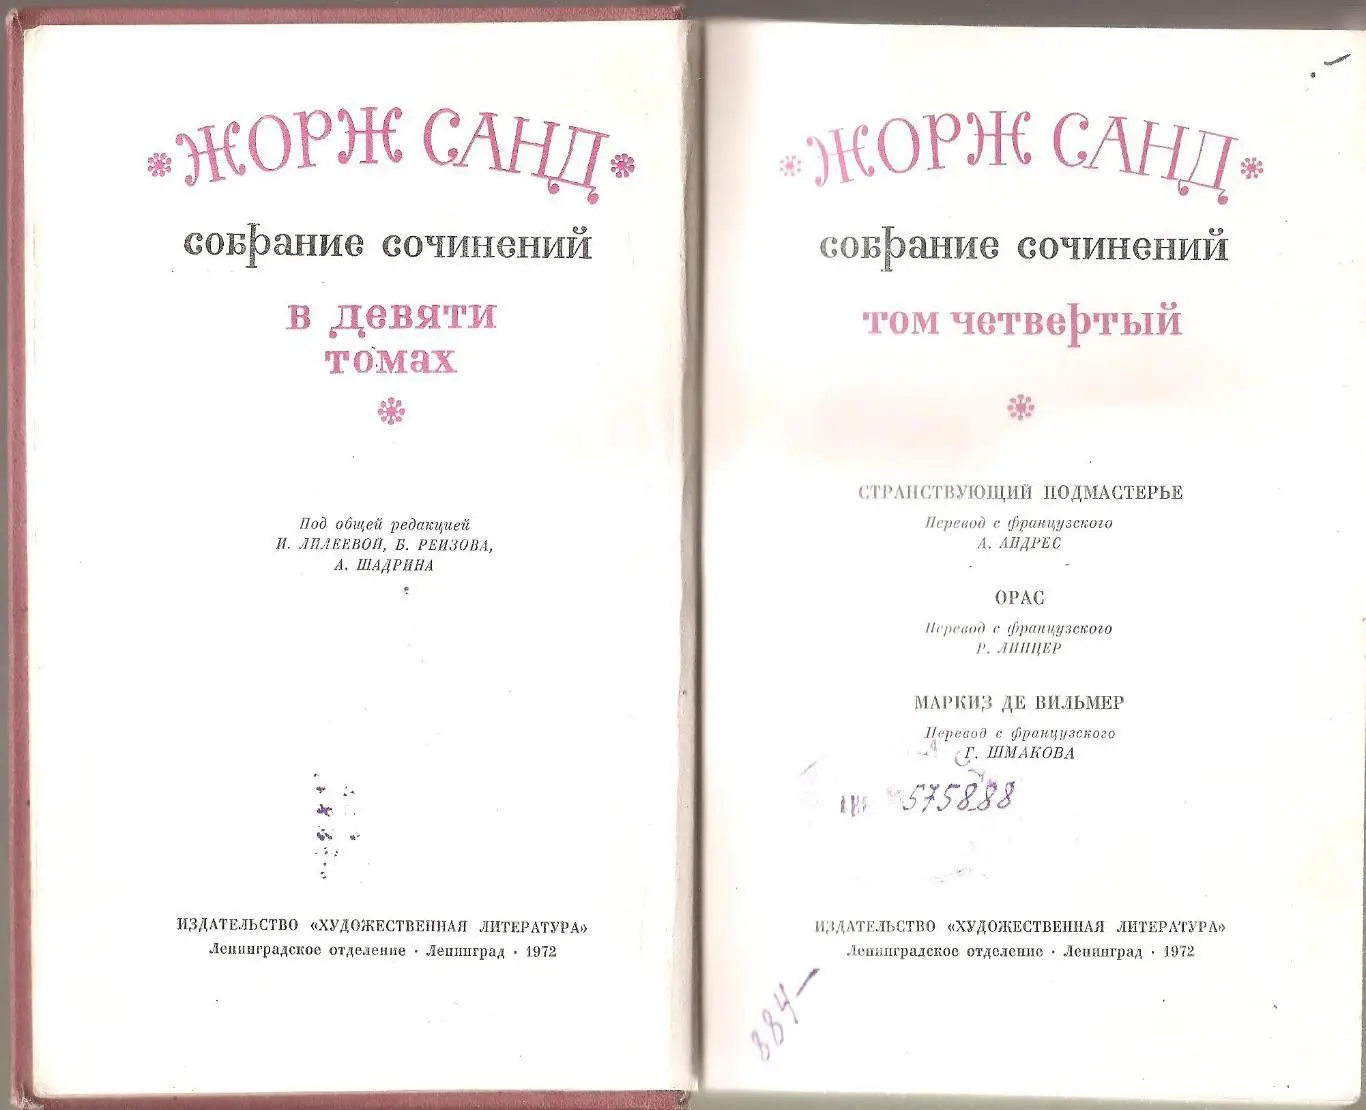 ЖОРЖ САНД
СОБРАНИЕ СОЧИНЕНИЙ
В ДЕВЯТИ
ТОМАХ
Под общей редакцией
И. ЛИЛЕЕВОЙ, Б. РЕИЗОВА,
А. ШАДРИНА
ИЗДАТЕЛЬСТВО «ХУДОЖЕСТВЕННАЯ ЛИТЕРАТУРА»
Ленинградское отделение · Ленинград · 1972
ЖОРЖ САНД
СОБРАНИЕ СОЧИНЕНИЙ
ТОМ ЧЕТВЕРТЫЙ
СТРАНСТВУЮЩИЙ ПОДМАСТЕРЬЕ
Перевод с французского
А. АНДРЕС
ОРАС
Перевод с французского
Р. ЛИНЦЕР
МАРКИЗ ДЕ ВИЛЬМЕР
Перевод с французского
Г. ШМАКОВА
575888
ИЗДАТЕЛЬСТВО «ХУДОЖЕСТВЕННАЯ ЛИТЕРАТУРА»
Ленинградское отделение · Ленинград · 1972
884-